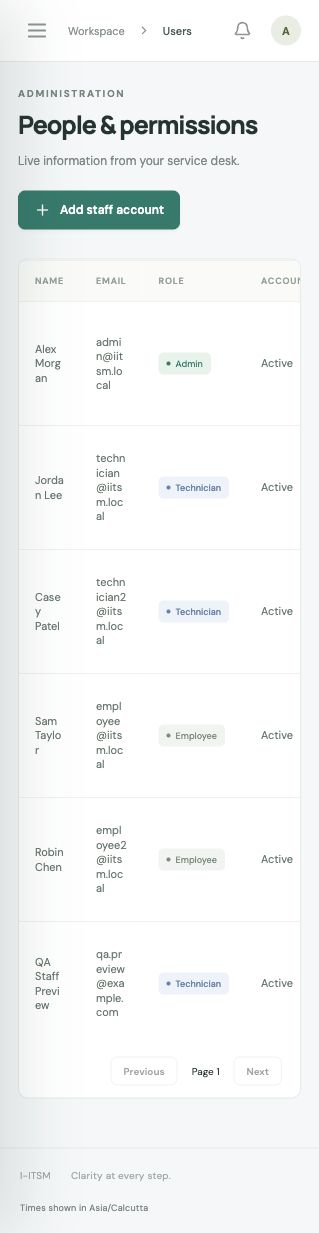 Workspace > Users A
ADMINISTRATION
People & permissions
Live information from your service desk.
+ Add staff account
NAME EMAIL ROLE ACCOUN
Alex
Morg
an
admi
n@iit
sm.lo
cal
Admin
Active
Jorda
n Lee
techn
ician
@iits
m.loc
al
Technician
Active
Case
y
Patel
techn
ician2
@iits
m.loc
al
Technician
Active
Sam
Taylo
r
empl
oyee
@iits
m.loc
al
Employee
Active
Robin
Chen
empl
oyee2
@iits
m.loc
al
Employee
Active
QA
Staff
Previ
ew
qa.pr
eview
@exa
mple.
com
Technician
Active
Previous Page 1 Next
I-ITSM Clarity at every step.
Times shown in Asia/Calcutta